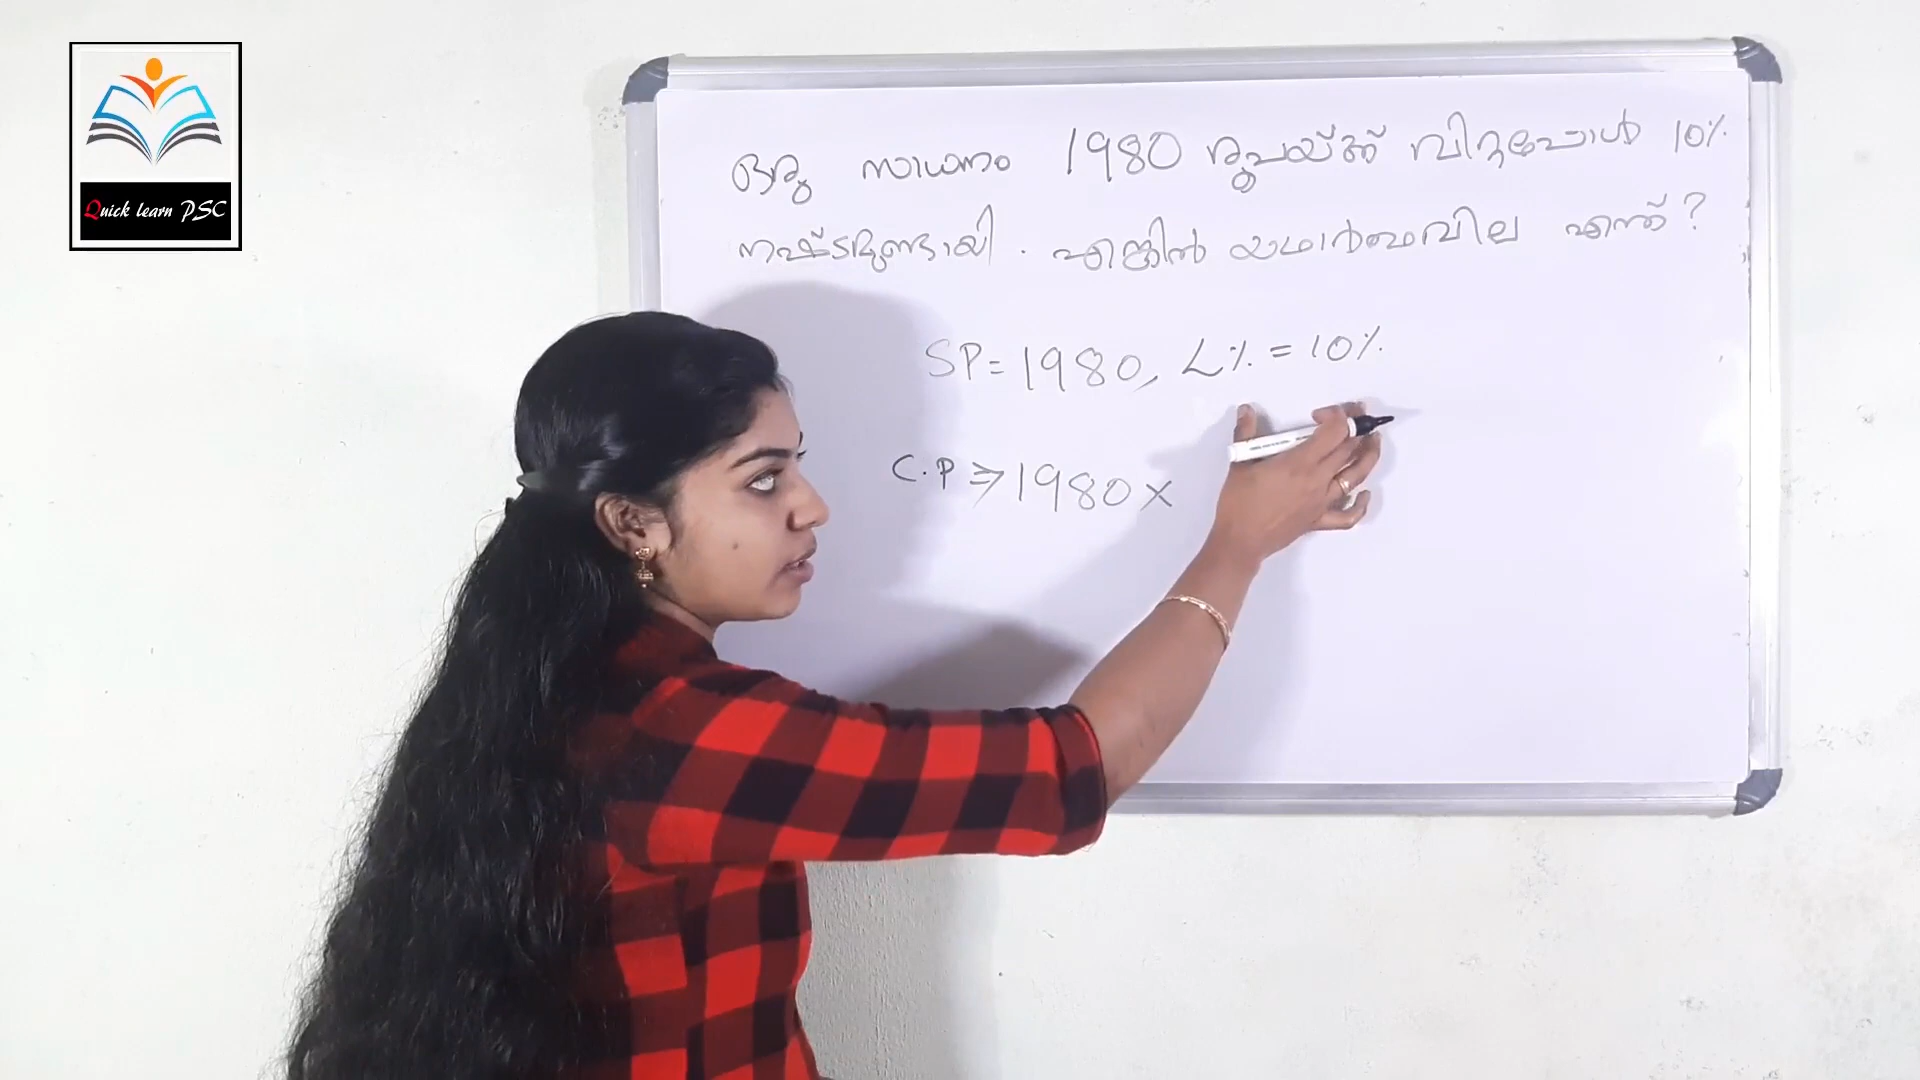 Quick learn PSC
ഒരു സാധനം 1980 രൂപയ്ക്ക് വിറ്റപ്പോൾ 10%
നഷ്ടമുണ്ടായി. എങ്കിൽ യഥാർത്ഥവില എന്ത്?
SP = 1980, L% = 10%
C.P ⇒ 1980 ×